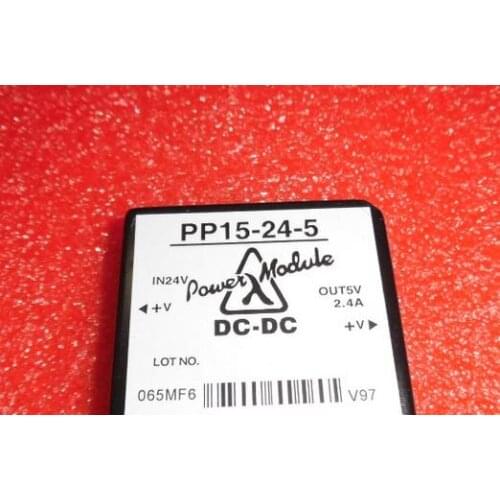 PP15-24-5
IN24V
Power Module
OUT5V
2.4A
+V
λ
DC-DC
+V
LOT NO.
065MF6
V97